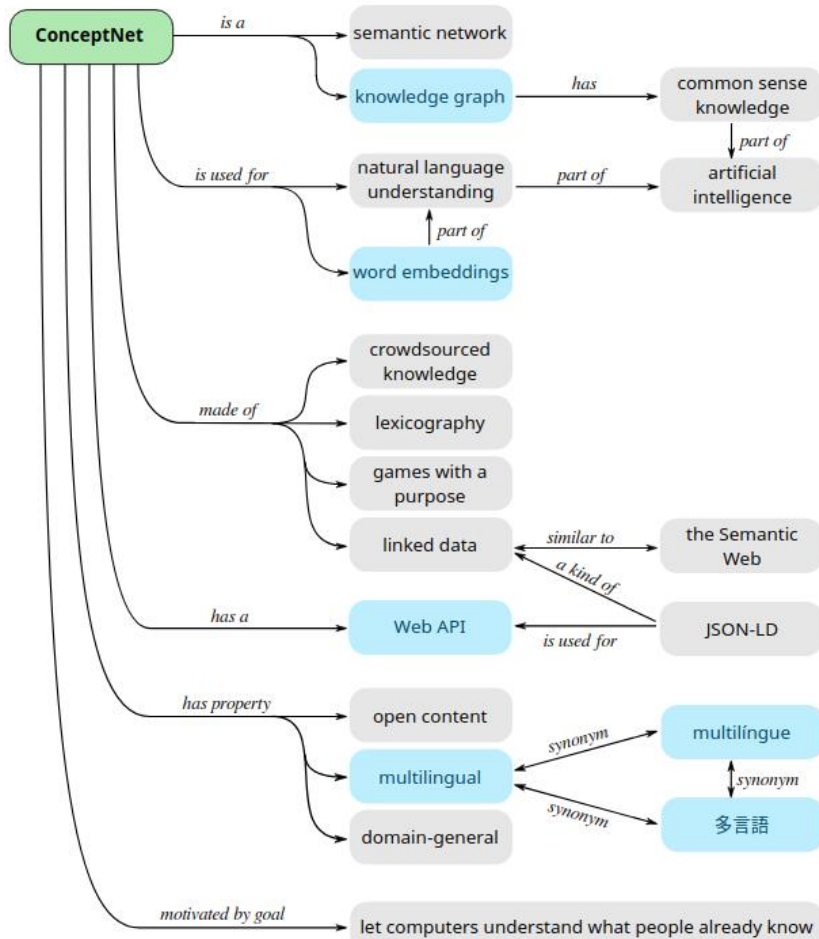 ConceptNet
is a
semantic network
knowledge graph
has
common sense
knowledge
part of
is used for
natural language
understanding
part of
artificial
intelligence
part of
word embeddings
made of
crowdsourced
knowledge
lexicography
games with a
purpose
linked data
similar to
the Semantic
Web
a kind of
has a
Web API
is used for
JSON-LD
has property
open content
multilingual
synonym
multilíngue
synonym
synonym
多言語
domain-general
motivated by goal
let computers understand what people already know